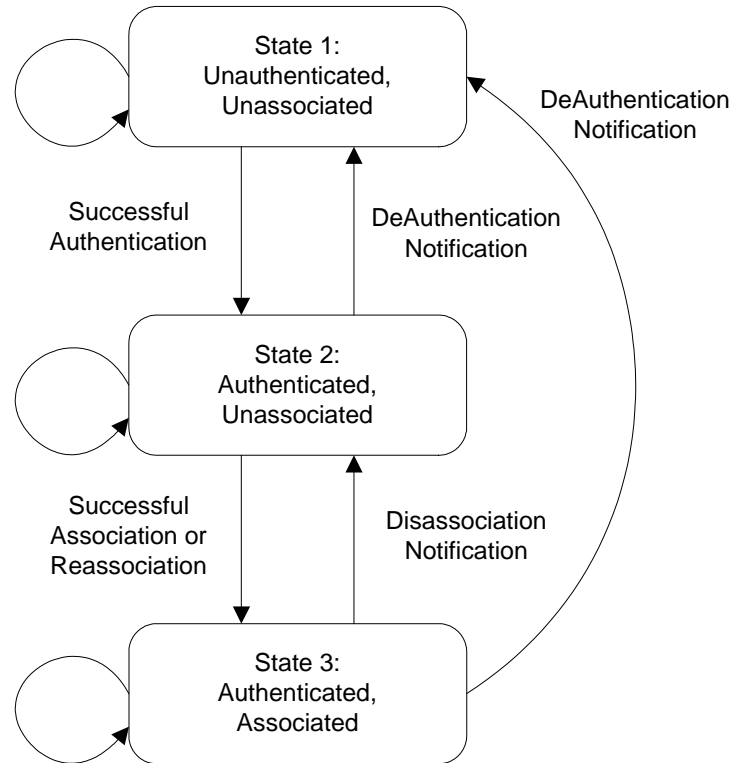 State 1:
Unauthenticated,
Unassociated
DeAuthentication
Notification
Successful
Authentication
DeAuthentication
Notification
State 2:
Authenticated,
Unassociated
Successful
Association or
Reassociation
Disassociation
Notification
State 3:
Authenticated,
Associated